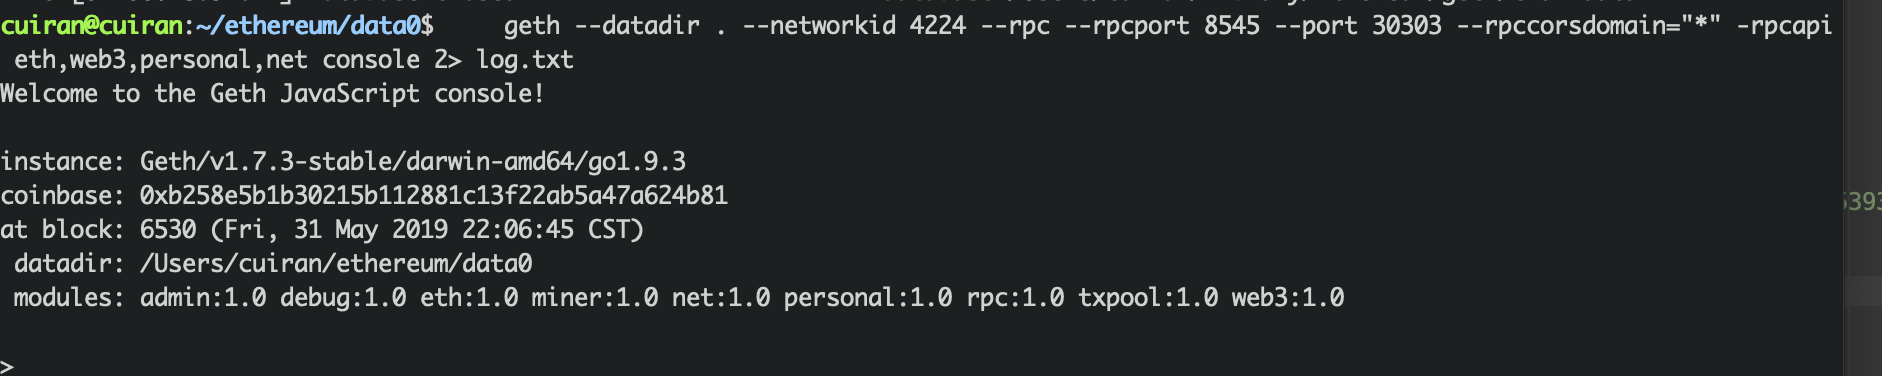 cuiran@cuiran:~/ethereum/data0$     geth --datadir . --networkid 4224 --rpc --rpcport 8545 --port 30303 --rpccorsdomain="*" -rpcapi
 eth,web3,personal,net console 2> log.txt
Welcome to the Geth JavaScript console!
instance: Geth/v1.7.3-stable/darwin-amd64/go1.9.3
coinbase: 0xb258e5b1b30215b112881c13f22ab5a47a624b81
at block: 6530 (Fri, 31 May 2019 22:06:45 CST)
 datadir: /Users/cuiran/ethereum/data0
 modules: admin:1.0 debug:1.0 eth:1.0 miner:1.0 net:1.0 personal:1.0 rpc:1.0 txpool:1.0 web3:1.0
>